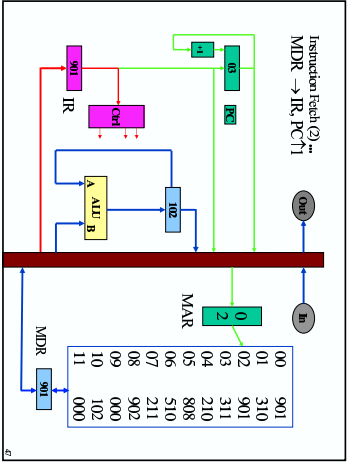 Instruction Fetch (2) ...
MDR → IR, PC↑1
Out
In
+1
03
PC
901
IR
Ctrl
102
A ALU B
MAR
0 2
00 901
01 310
02 901
03 311
04 210
05 808
06 510
07 211
08 902
09 000
10 102
11 000
MDR
901
47